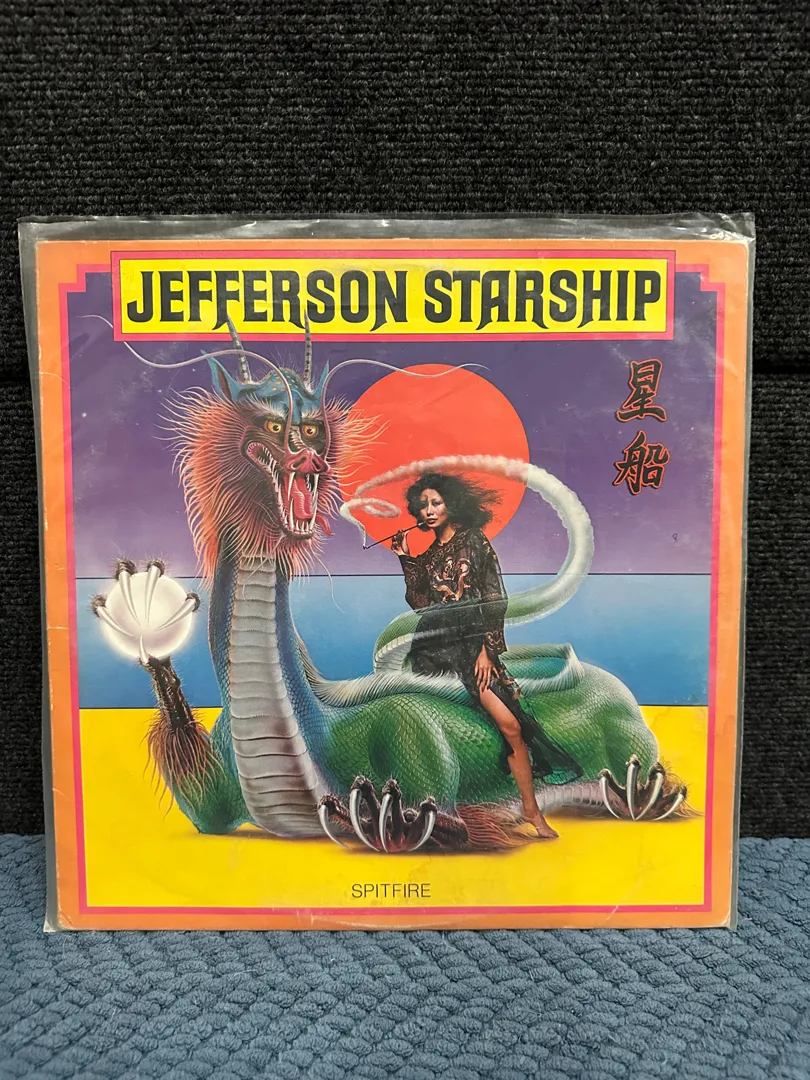 JEFFERSON STARSHIP
星
船
SPITFIRE